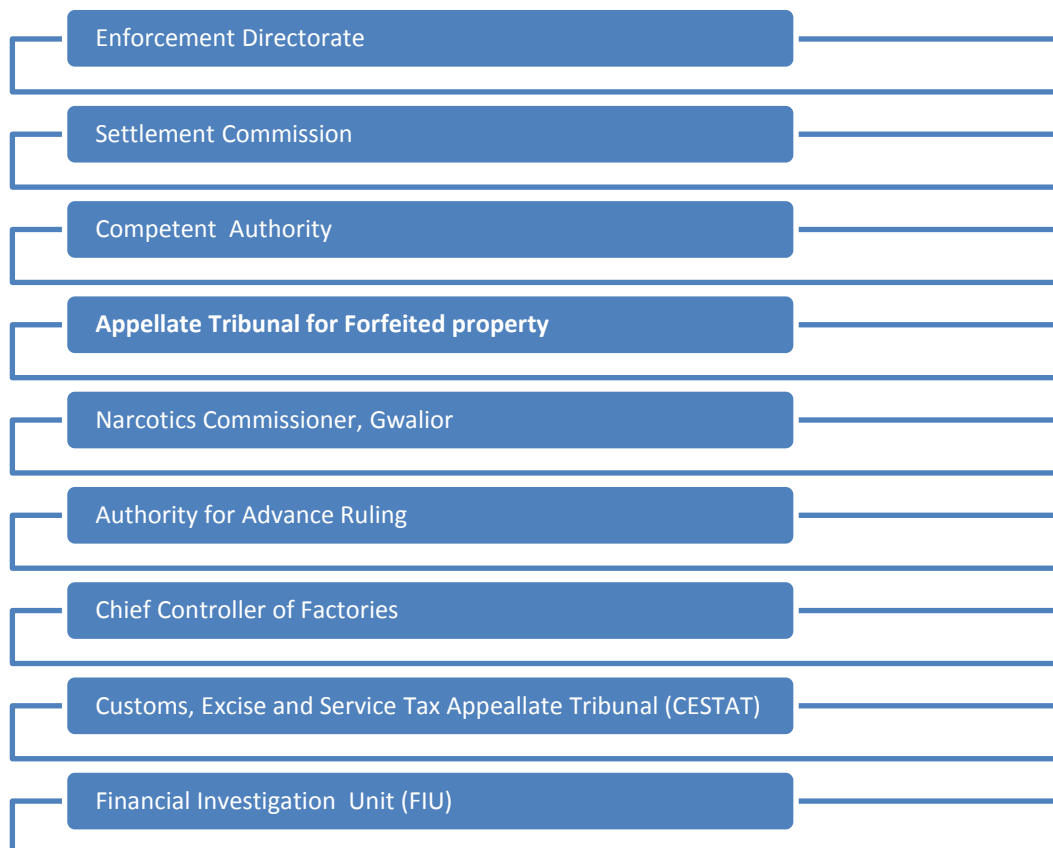 Enforcement Directorate
Settlement Commission
Competent Authority
Appellate Tribunal for Forfeited property
Narcotics Commissioner, Gwalior
Authority for Advance Ruling
Chief Controller of Factories
Customs, Excise and Service Tax Appeallate Tribunal (CESTAT)
Financial Investigation Unit (FIU)